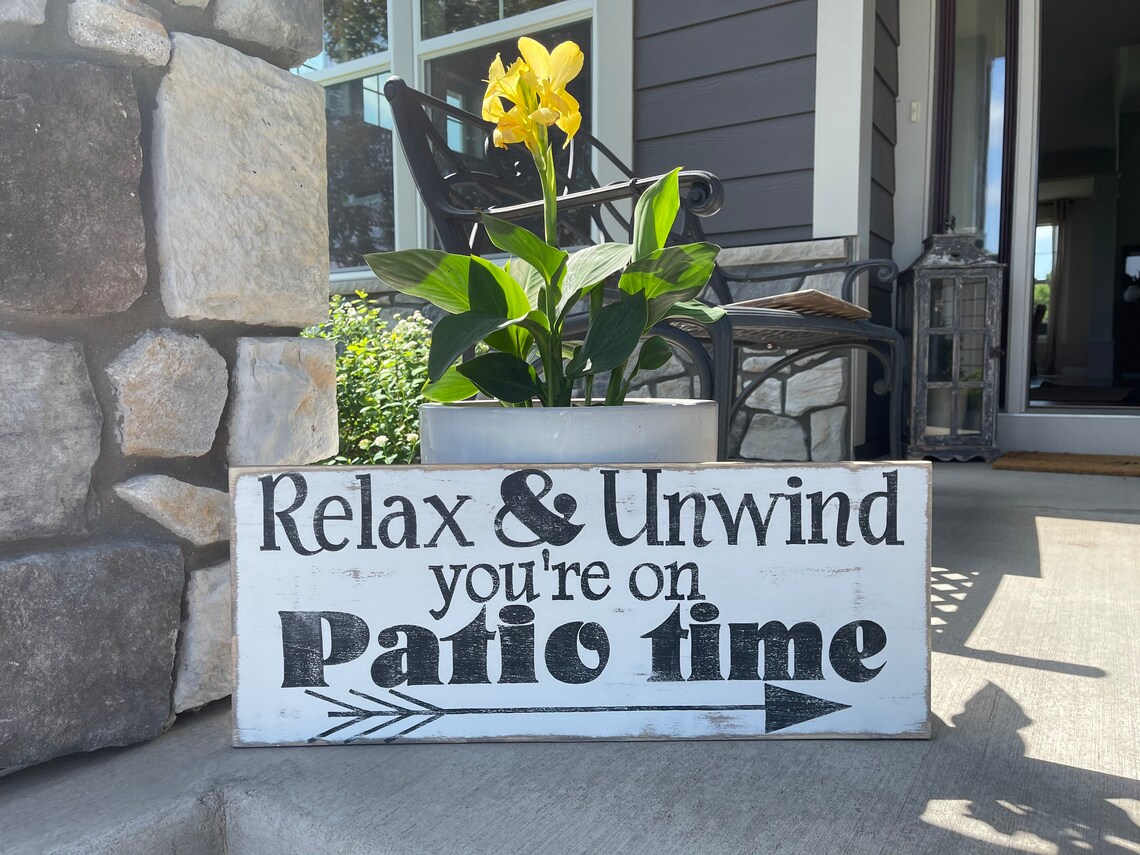 Relax & Unwind
you're on
Patio time